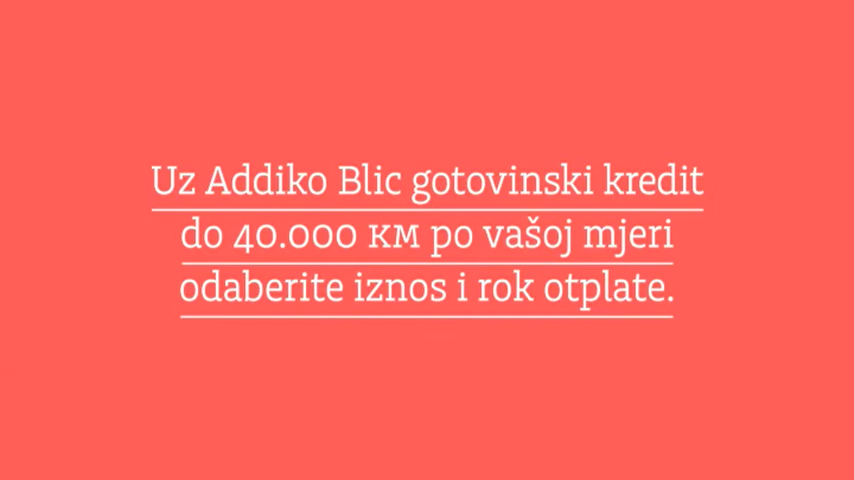 Uz Addiko Blic gotovinski kredit
do 40.000 KM po vašoj mjeri
odaberite iznos i rok otplate.